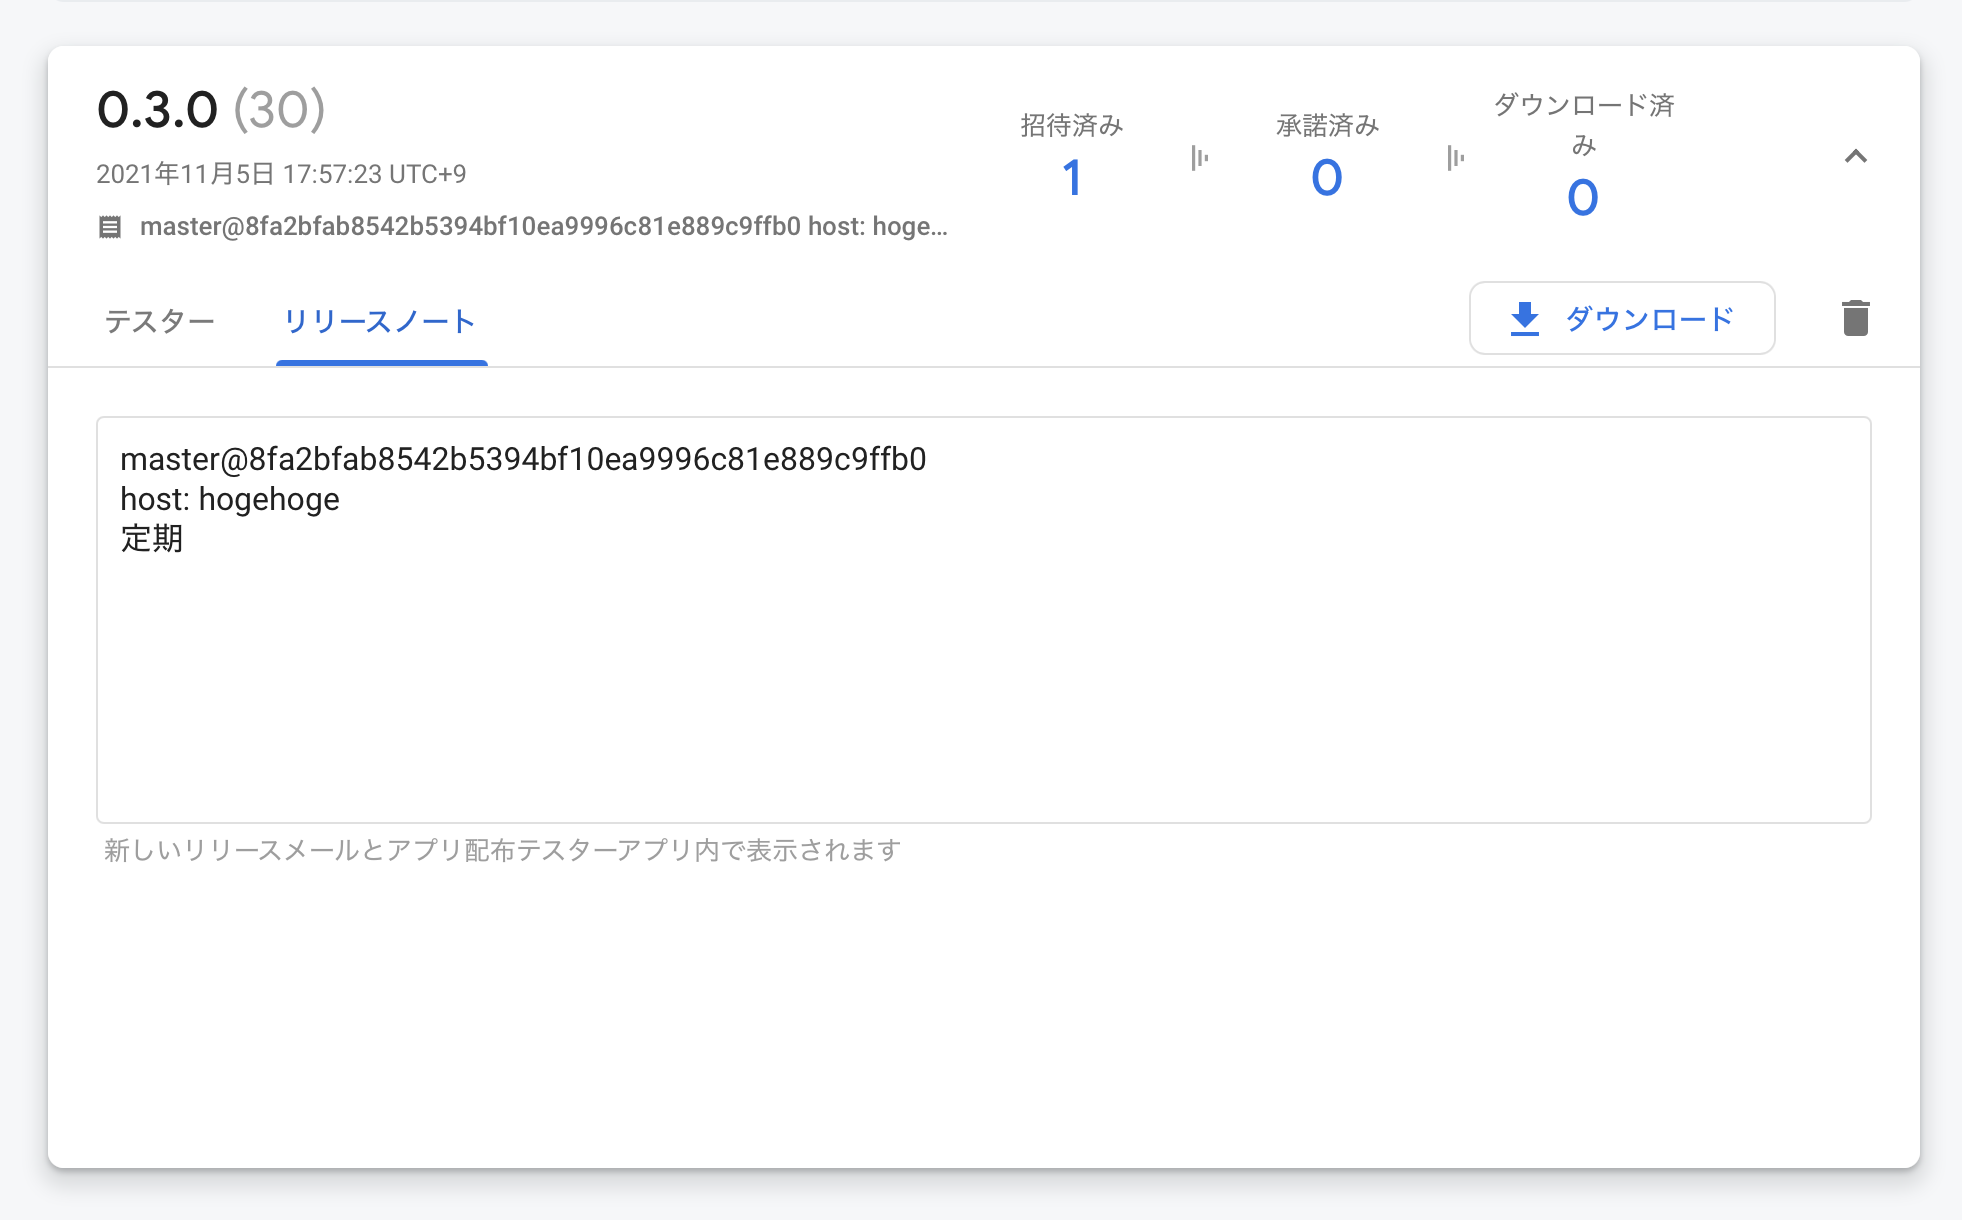 0.3.0 (30)
2021年11月5日 17:57:23 UTC+9
master@8fa2bfab8542b5394bf10ea9996c81e889c9ffb0 host: hoge...
招待済み
1
承諾済み
0
ダウンロード済
み
0
テスター
リリースノート
ダウンロード
master@8fa2bfab8542b5394bf10ea9996c81e889c9ffb0
host: hogehoge
定期
新しいリリースメールとアプリ配布テスターアプリ内で表示されます